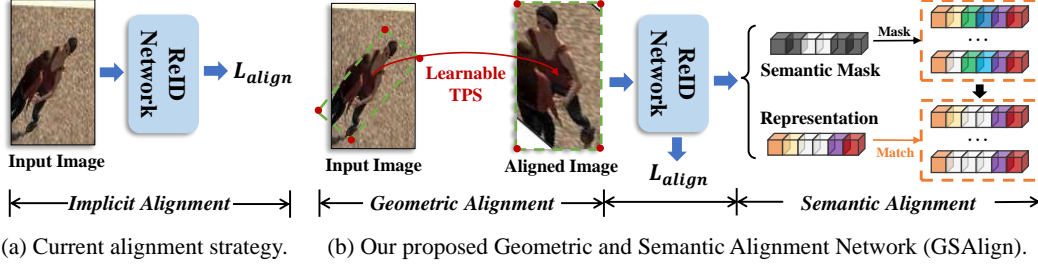 Input Image
ReID
Network
L_align
Implicit Alignment
(a) Current alignment strategy.
Learnable
TPS
Input Image
Aligned Image
Geometric Alignment
ReID
Network
L_align
Semantic Mask
Mask
...
Representation
Match
...
Semantic Alignment
(b) Our proposed Geometric and Semantic Alignment Network (GSAlign).